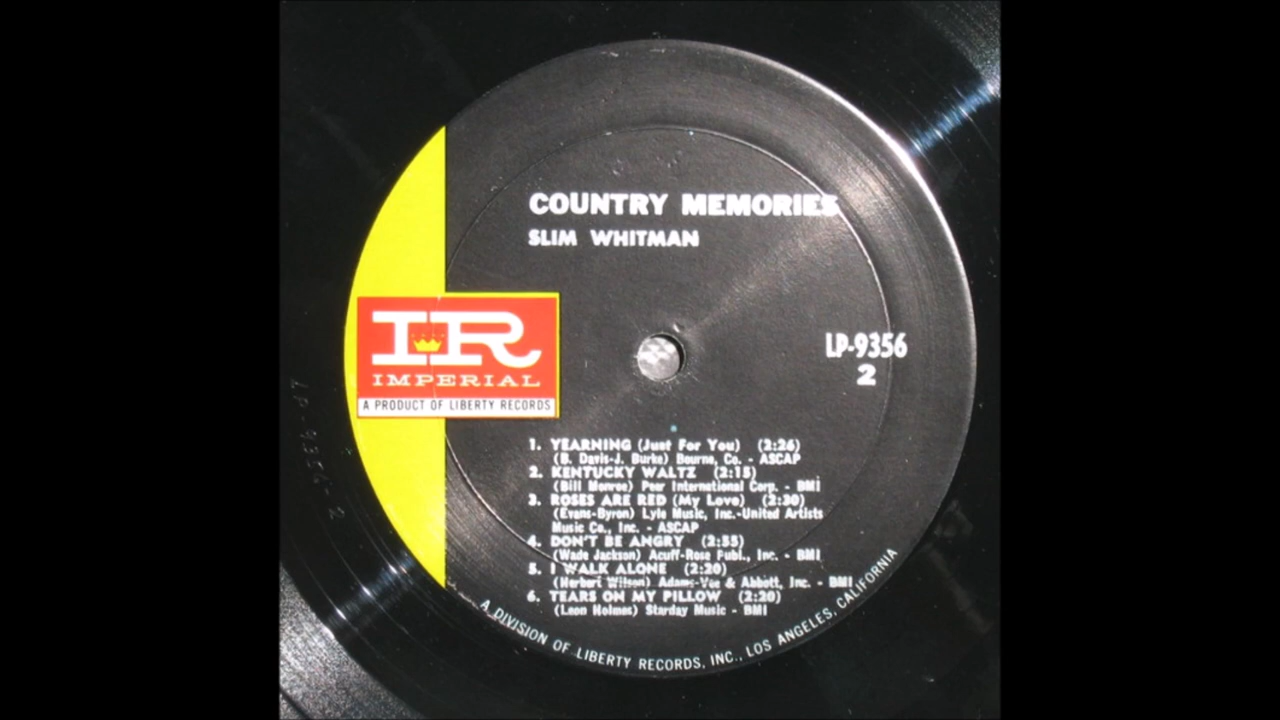 COUNTRY MEMORIES
SLIM WHITMAN
IR
IMPERIAL
A PRODUCT OF LIBERTY RECORDS
LP-9356
2
1. YEARNING (Just For You) (2:26)
(B. Davis-J. Burke) Bourne, Co. - ASCAP
2. KENTUCKY WALTZ (2:15)
(Bill Monroe) Peer International Corp. - BMI
3. ROSES ARE RED (My Love) (2:30)
(Evans-Byron) Lyle Music, Inc.-United Artists
Music Co., Inc. - ASCAP
4. DON'T BE ANGRY (2:55)
(Wade Jackson) Acuff-Rose Publ., Inc. - BMI
5. I WALK ALONE (2:20)
(Herbert Wilson) Adams-Vee & Abbott, Inc. - BMI
6. TEARS ON MY PILLOW (2:20)
(Leon Holmes) Starday Music - BMI
A DIVISION OF LIBERTY RECORDS, INC., LOS ANGELES, CALIFORNIA
LP-9356-2